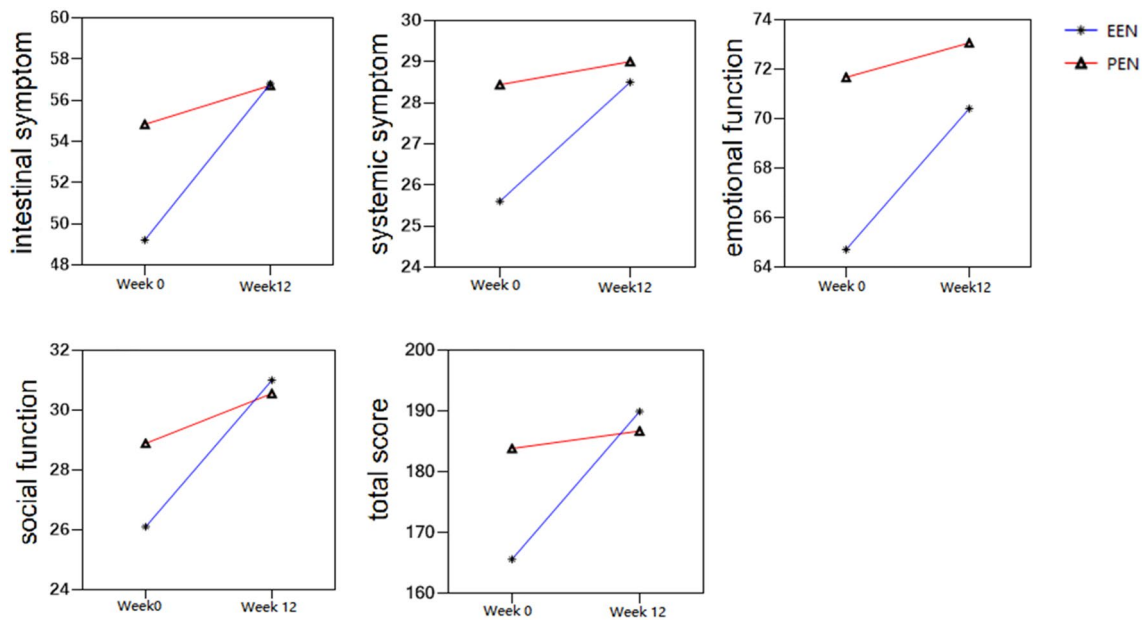 intestinal symptom
60
58
56
54
52
50
48
Week 0
Week12
systemic symptom
30
29
28
27
26
25
24
Week 0
Week12
emotional function
74
72
70
68
66
64
Week 0
Week12
EEN
PEN
social function
32
30
28
26
24
Week0
Week 12
total score
200
190
180
170
160
Week 0
Week 12